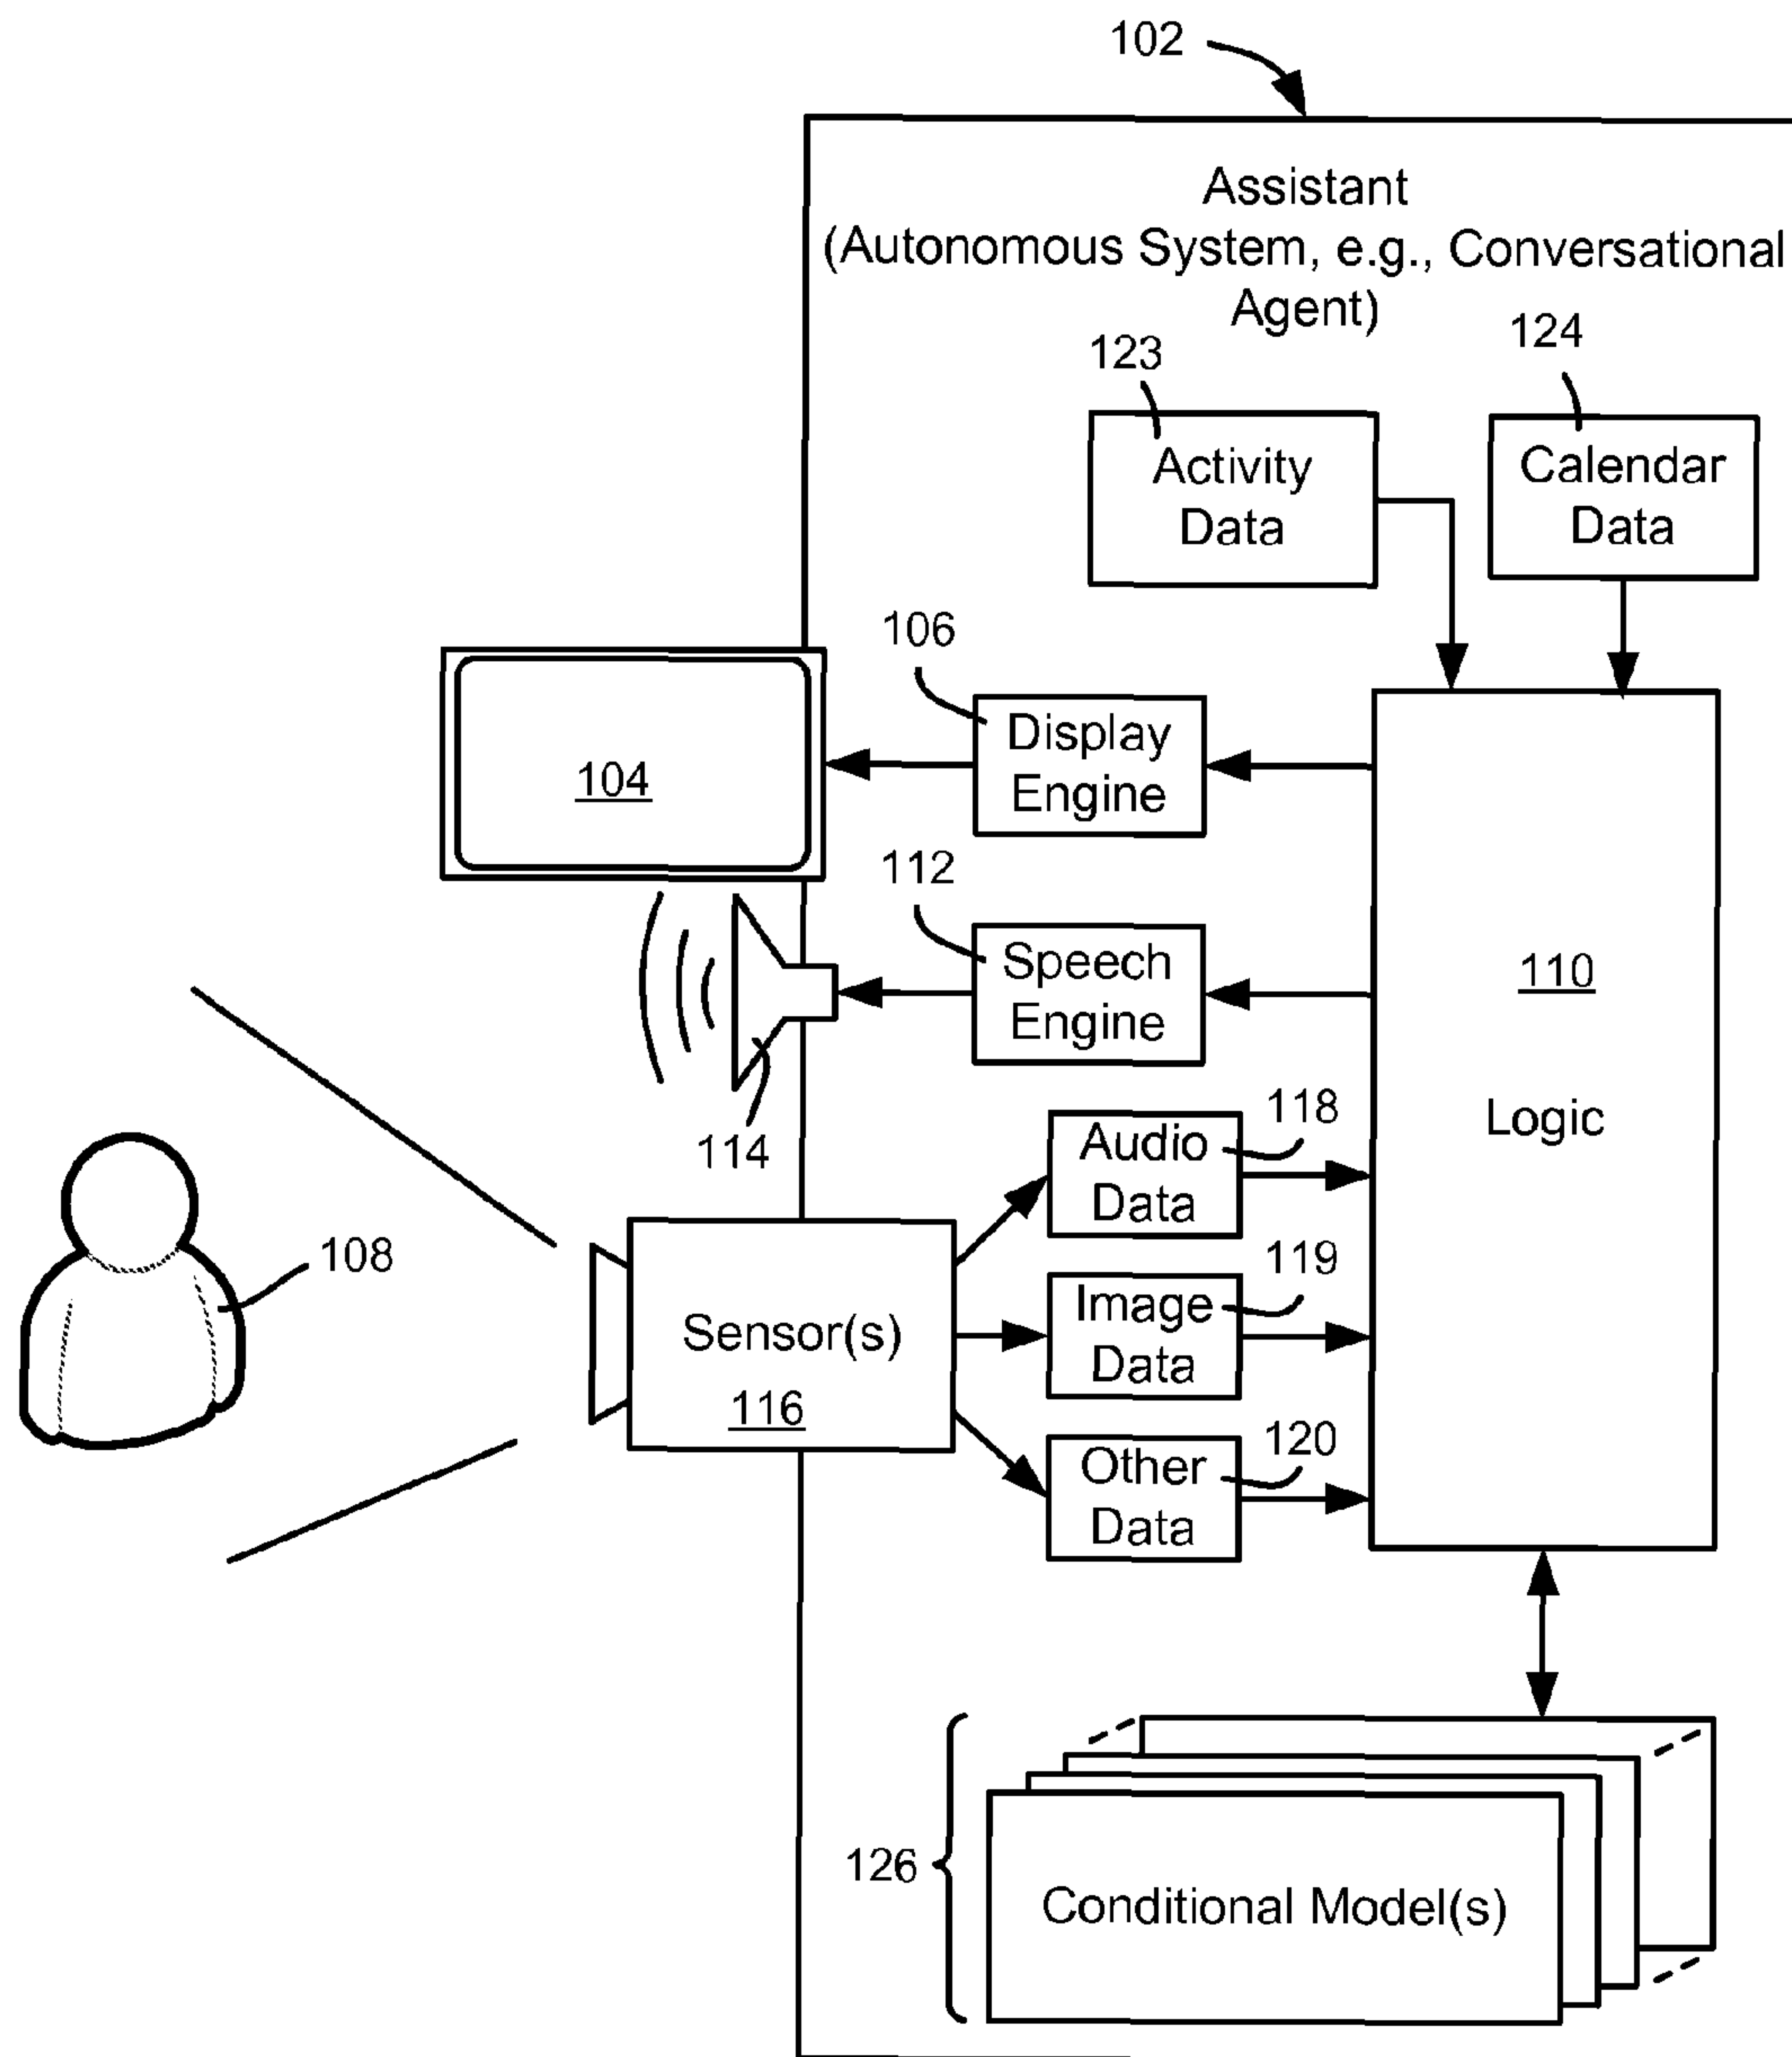 102
Assistant
(Autonomous System, e.g., Conversational
Agent)
123
124
Activity
Data
Calendar
Data
106
Display
Engine
104
112
Speech
Engine
110
Logic
114
118
Audio
Data
108
119
Image
Data
Sensor(s)
116
120
Other
Data
126
Conditional Model(s)